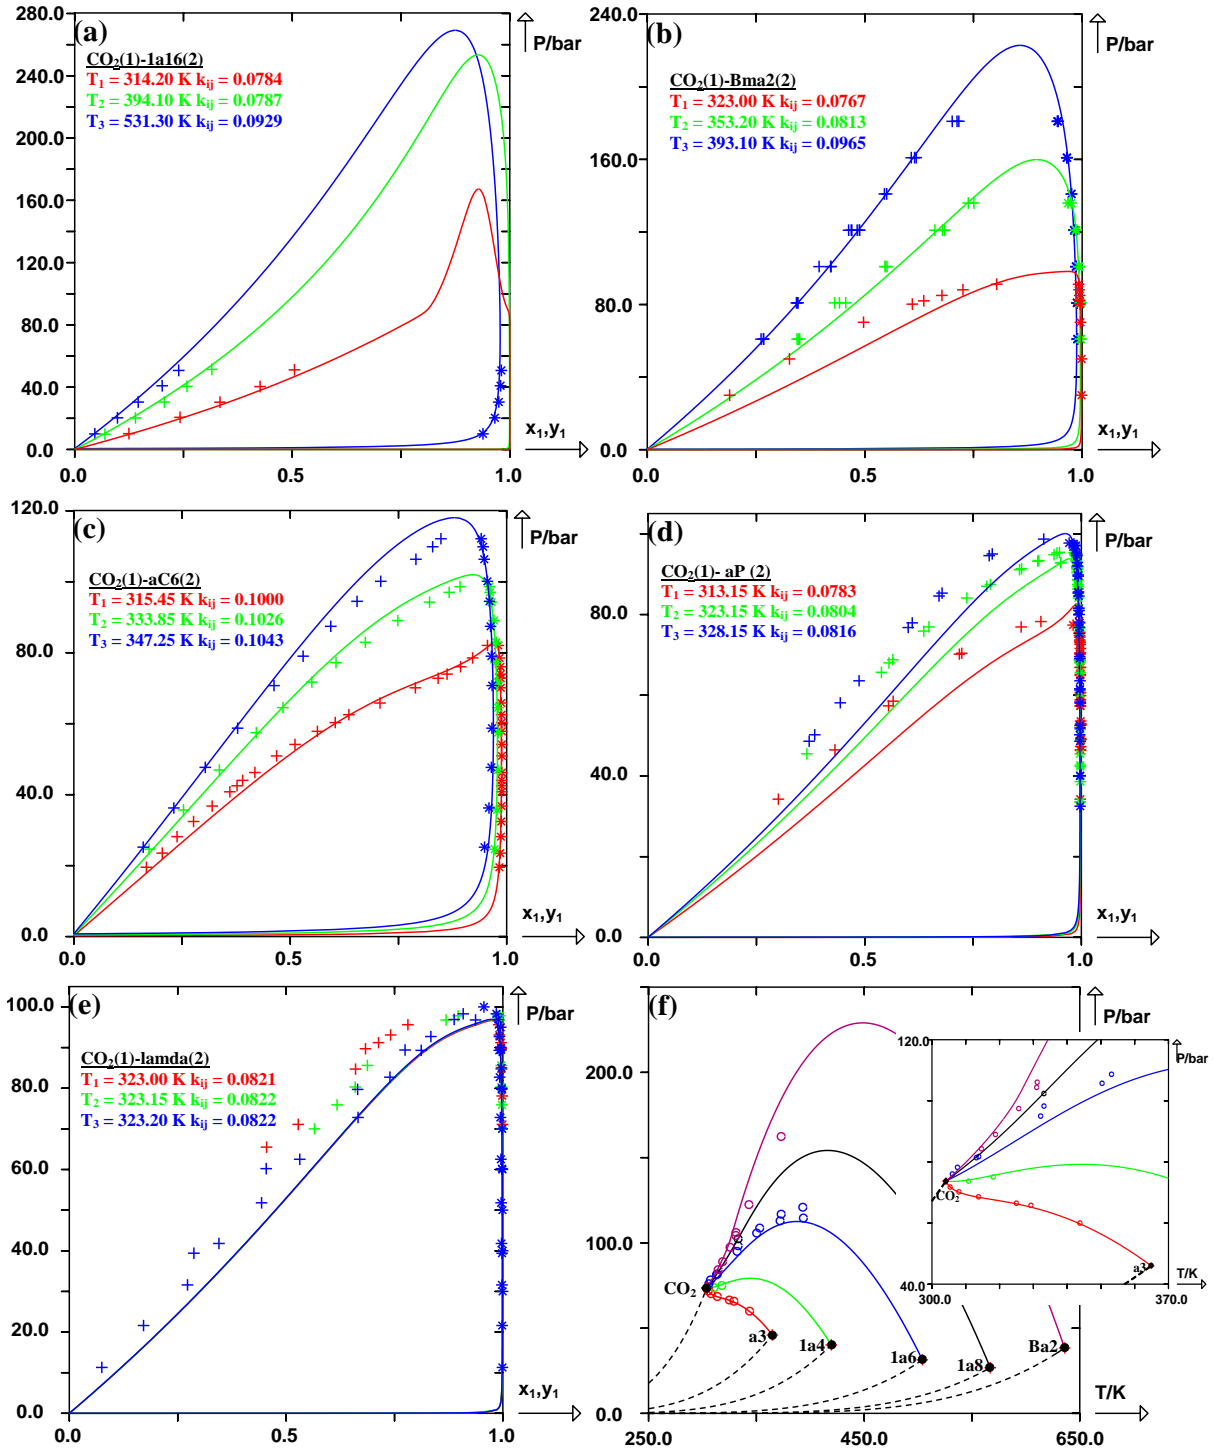 (a)
P/bar
CO2(1)-1a16(2)
T1 = 314.20 K kij = 0.0784
T2 = 394.10 K kij = 0.0787
T3 = 531.30 K kij = 0.0929
280.0
240.0
200.0
160.0
120.0
80.0
40.0
0.0
x1,y1
0.0 0.5 1.0
(b)
P/bar
CO2(1)-Bma2(2)
T1 = 323.00 K kij = 0.0767
T2 = 353.20 K kij = 0.0813
T3 = 393.10 K kij = 0.0965
240.0
160.0
80.0
0.0
x1,y1
0.0 0.5 1.0
(c)
P/bar
CO2(1)-aC6(2)
T1 = 315.45 K kij = 0.1000
T2 = 333.85 K kij = 0.1026
T3 = 347.25 K kij = 0.1043
120.0
80.0
40.0
0.0
x1,y1
0.0 0.5 1.0
(d)
P/bar
CO2(1)- aP (2)
T1 = 313.15 K kij = 0.0783
T2 = 323.15 K kij = 0.0804
T3 = 328.15 K kij = 0.0816
80.0
40.0
0.0
x1,y1
0.0 0.5 1.0
(e)
P/bar
CO2(1)-lamda(2)
T1 = 323.00 K kij = 0.0821
T2 = 323.15 K kij = 0.0822
T3 = 323.20 K kij = 0.0822
100.0
80.0
60.0
40.0
20.0
0.0
x1,y1
0.0 0.5 1.0
(f)
P/bar
200.0
100.0
0.0
CO2
a3
1a4
1a6
1a8
Ba2
T/K
250.0 450.0 650.0
120.0
P/bar
CO2
a3
T/K
40.0
300.0 370.0